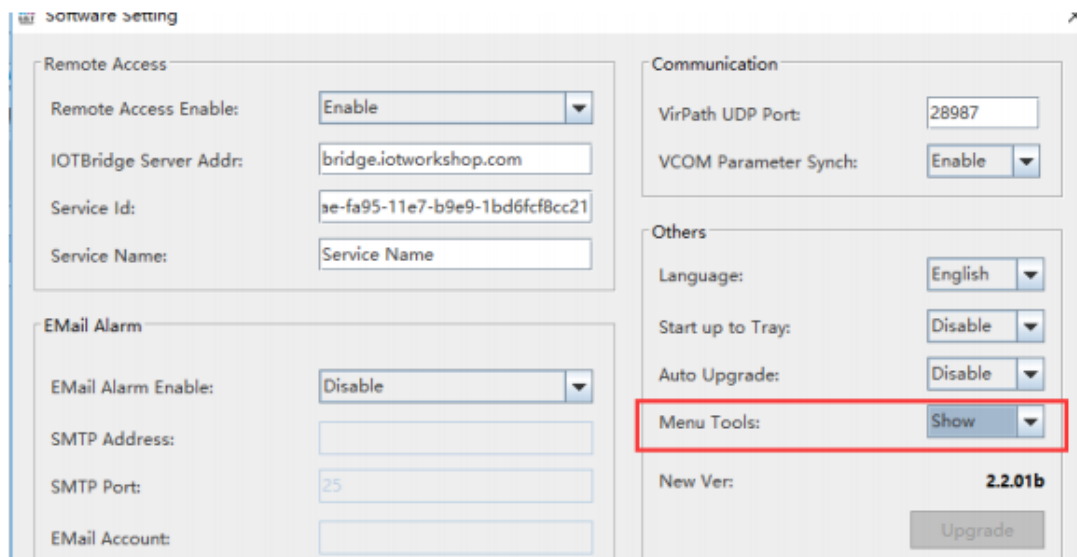 Software Setting
Remote Access
Remote Access Enable: Enable
IOTBridge Server Addr: bridge.iotworkshop.com
Service Id: ae-fa95-11e7-b9e9-1bd6fcf8cc21
Service Name: Service Name
EMail Alarm
EMail Alarm Enable: Disable
SMTP Address:
SMTP Port: 25
EMail Account:
Communication
VirPath UDP Port: 28987
VCOM Parameter Synch: Enable
Others
Language: English
Start up to Tray: Disable
Auto Upgrade: Disable
Menu Tools: Show
New Ver: 2.2.01b
Upgrade